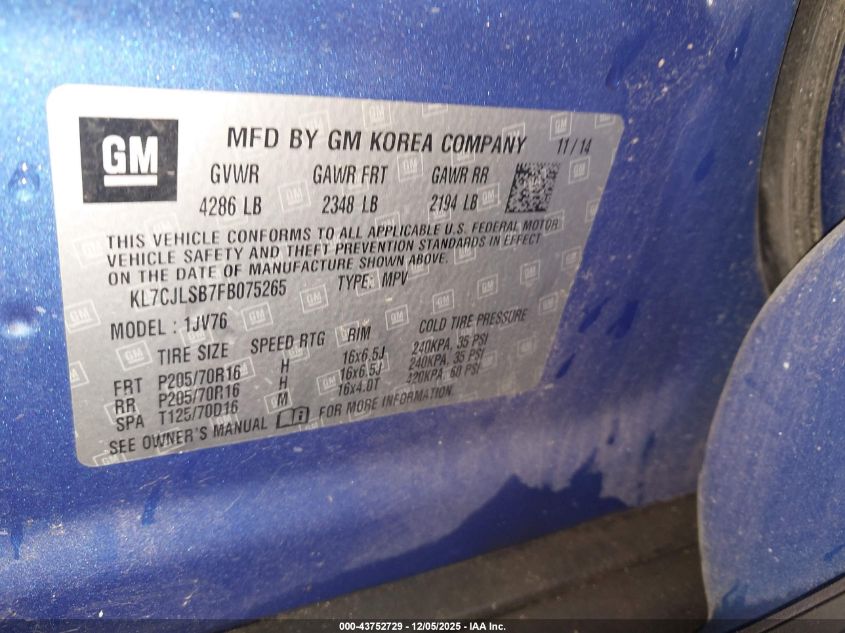 GM
MFD BY GM KOREA COMPANY 11/14
GVWR GAWR FRT GAWR RR
4286 LB 2348 LB 2194 LB
THIS VEHICLE CONFORMS TO ALL APPLICABLE U.S. FEDERAL MOTOR
VEHICLE SAFETY AND THEFT PREVENTION STANDARDS IN EFFECT
ON THE DATE OF MANUFACTURE SHOWN ABOVE.
KL7CJLSB7FB075265 TYPE: MPV
MODEL : 1JV76
TIRE SIZE SPEED RTG RIM COLD TIRE PRESSURE
FRT P205/70R16 H 16x6.5J 240KPA, 35 PSI
RR P205/70R16 H 16x6.5J 240KPA, 35 PSI
SPA T125/70D16 M 16x4.0T 420KPA, 60 PSI
SEE OWNER'S MANUAL FOR MORE INFORMATION.
000-43752729 - 12/05/2025 - IAA Inc.